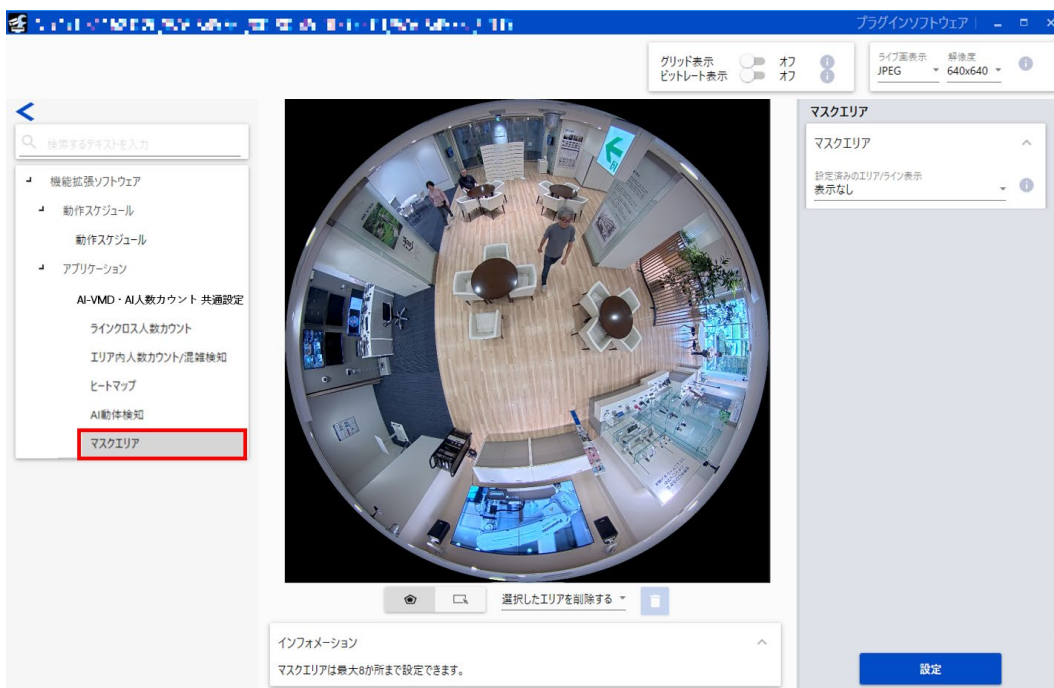 プラグインソフトウェア
グリッド表示 オフ
ビットレート表示 オフ
ライブ画表示 解像度
JPEG 640x640
検索するテキストを入力
機能拡張ソフトウェア
動作スケジュール
動作スケジュール
アプリケーション
AI-VMD・AI人数カウント 共通設定
ラインクロス人数カウント
エリア内人数カウント/混雑検知
ヒートマップ
AI動体検知
マスクエリア
マスクエリア
マスクエリア
設定済みのエリア/ライン表示
表示なし
選択したエリアを削除する
インフォメーション
マスクエリアは最大8か所まで設定できます。
設定